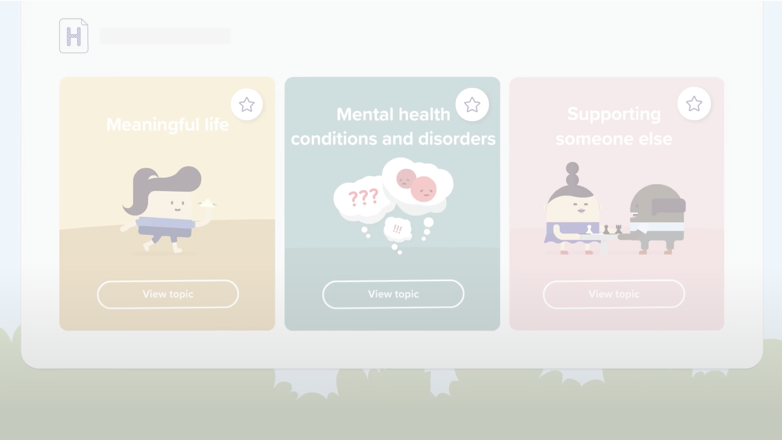 H
Meaningful life
Mental health
conditions and disorders
Supporting
someone else
???
!!!
View topic
View topic
View topic